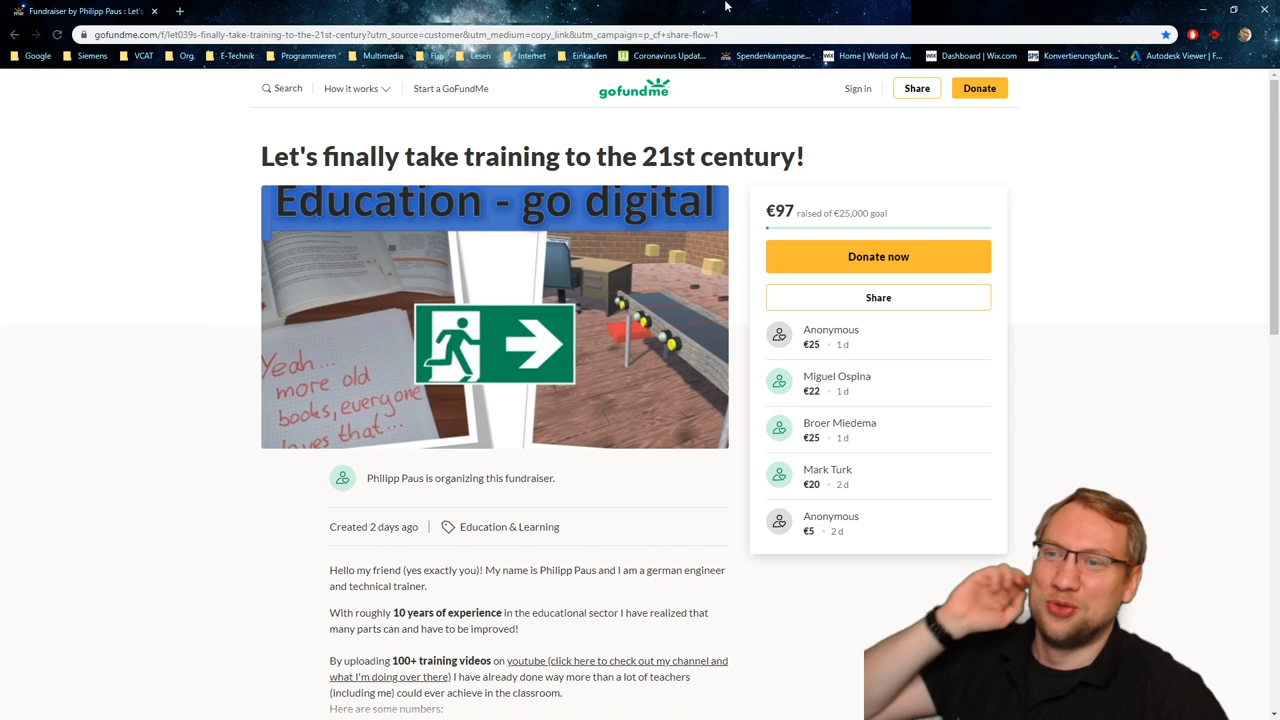 Fundraiser by Philipp Paus : Let's
gofundme.com/f/let039s-finally-take-training-to-the-21st-century?utm_source=customer&utm_medium=copy_link&utm_campaign=p_cf+share-flow-1
Google Siemens VCAT Org. E-Technik Programmieren Multimedia Fup Lesen Internet Einkaufen Coronavirus Updat... Spendenkampagne... Home | World of A... Dashboard | Wix.com Konvertierungsfunk... Autodesk Viewer | F...
Search How it works Start a GoFundMe gofundme Sign in Share Donate
Let's finally take training to the 21st century!
Education - go digital
Yeah...
more old
books, everyone
loves that...
€97 raised of €25,000 goal
Donate now
Share
Anonymous
€25 • 1 d
Miguel Ospina
€22 • 1 d
Broer Miedema
€25 • 1 d
Mark Turk
€20 • 2 d
Anonymous
€5 • 2 d
Philipp Paus is organizing this fundraiser.
Created 2 days ago | Education & Learning
Hello my friend (yes exactly you)! My name is Philipp Paus and I am a german engineer
and technical trainer.
With roughly 10 years of experience in the educational sector I have realized that
many parts can and have to be improved!
By uploading 100+ training videos on youtube (click here to check out my channel and
what I'm doing over there) I have already done way more than a lot of teachers
(including me) could ever achieve in the classroom.
Here are some numbers: